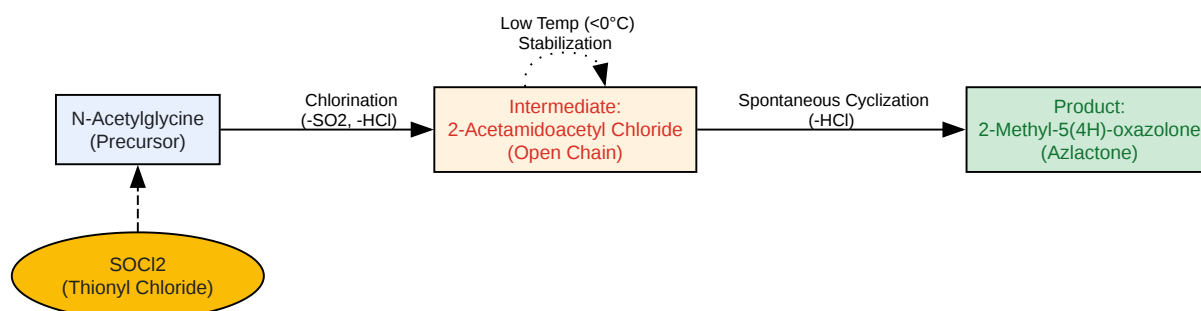 Low Temp (<0°C)
Stabilization
N-Acetylglycine
(Precursor)
Chlorination
(-SO2, -HCl)
Intermediate:
2-Acetamidoacetyl Chloride
(Open Chain)
Spontaneous Cyclization
(-HCl)
Product:
2-Methyl-5(4H)-oxazolone
(Azlactone)
SOCl2
(Thionyl Chloride)